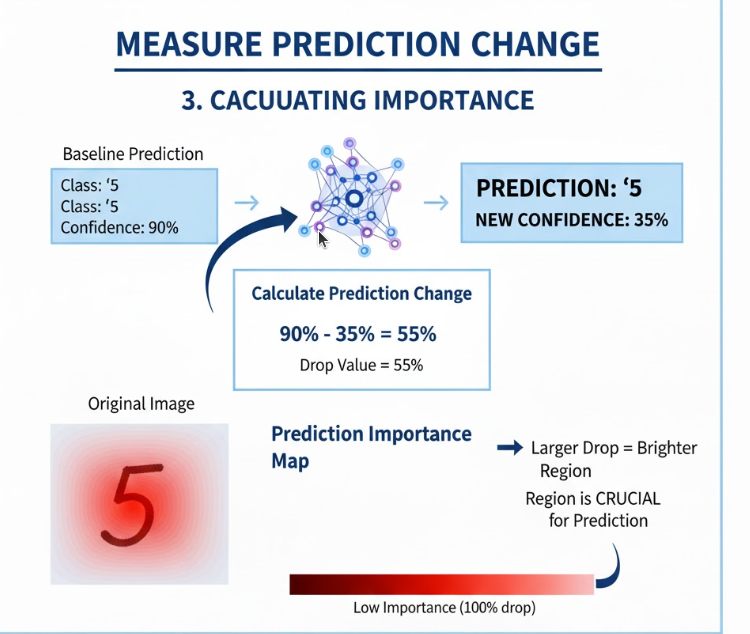 MEASURE PREDICTION CHANGE
3. CACUUATING IMPORTANCE
Baseline Prediction
Class: ‘5
Class: ′5
Confidence: 90%
PREDICTION: ‘5
NEW CONFIDENCE: 35%
Calculate Prediction Change
90% - 35% = 55%
Drop Value = 55%
Original Image
5
Prediction Importance
Map
Larger Drop = Brighter
Region
Region is CRUCIAL
for Prediction
Low Importance (100% drop)